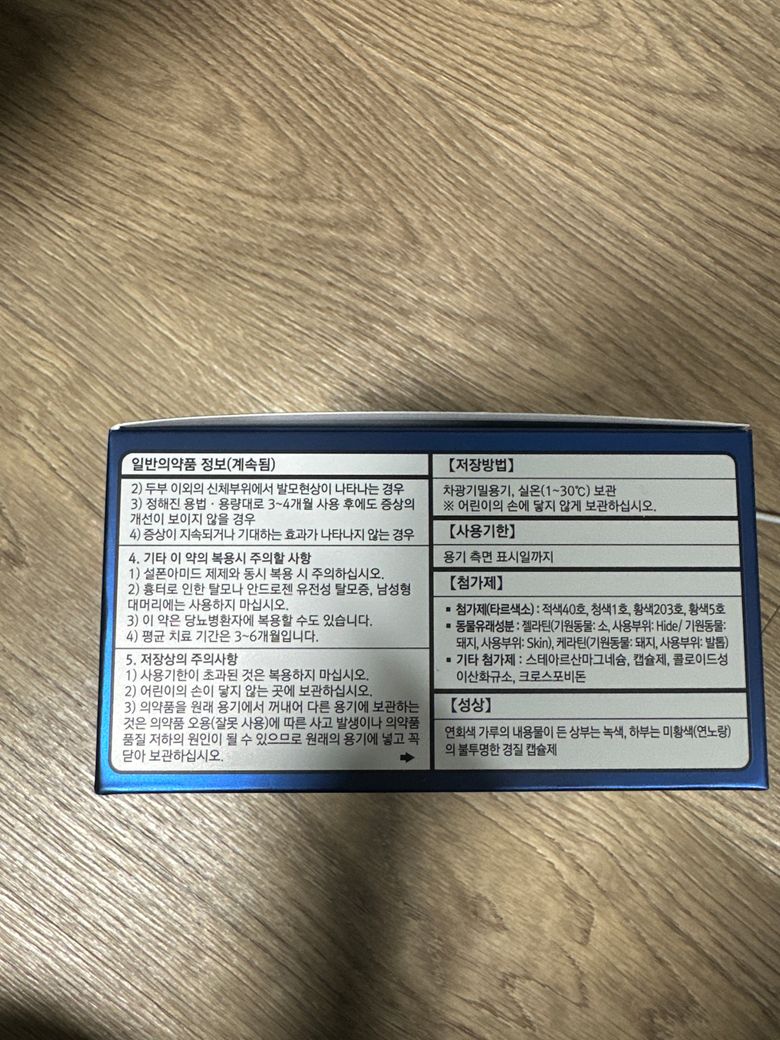 일반의약품 정보(계속됨)
2) 두부 이외의 신체부위에서 발모현상이 나타나는 경우
3) 정해진 용법·용량대로 3~4개월 사용 후에도 증상의
개선이 보이지 않을 경우
4) 증상이 지속되거나 기대하는 효과가 나타나지 않는 경우
4. 기타 이 약의 복용시 주의할 사항
1) 설폰아미드 제제와 동시 복용 시 주의하십시오.
2) 흉터로 인한 탈모나 안드로젠 유전성 탈모증, 남성형
대머리에는 사용하지 마십시오.
3) 이 약은 당뇨병환자에 복용할 수도 있습니다.
4) 평균 치료 기간은 3~6개월입니다.
5. 저장상의 주의사항
1) 사용기한이 초과된 것은 복용하지 마십시오.
2) 어린이의 손이 닿지 않는 곳에 보관하십시오.
3) 의약품을 원래 용기에서 꺼내어 다른 용기에 보관하는
것은 의약품 오용(잘못 사용)에 따른 사고 발생이나 의약품
품질 저하의 원인이 될 수 있으므로 원래의 용기에 넣고 꼭
닫아 보관하십시오.
【저장방법】
차광기밀용기, 실온(1~30℃) 보관
※ 어린이의 손에 닿지 않게 보관하십시오.
【사용기한】
용기 측면 표시일까지
【첨가제】
▪ 첨가제(타르색소) : 적색40호, 청색1호, 황색203호, 황색5호
▪ 동물유래성분 : 젤라틴(기원동물: 소, 사용부위: Hide/ 기원동물:
돼지, 사용부위: Skin), 케라틴(기원동물: 돼지, 사용부위: 발톱)
▪ 기타 첨가제 : 스테아르산마그네슘, 캡슐제, 콜로이드성
이산화규소, 크로스포비돈
【성상】
연회색 가루의 내용물이 든 상부는 녹색, 하부는 미황색(연노랑)
의 불투명한 경질 캡슐제